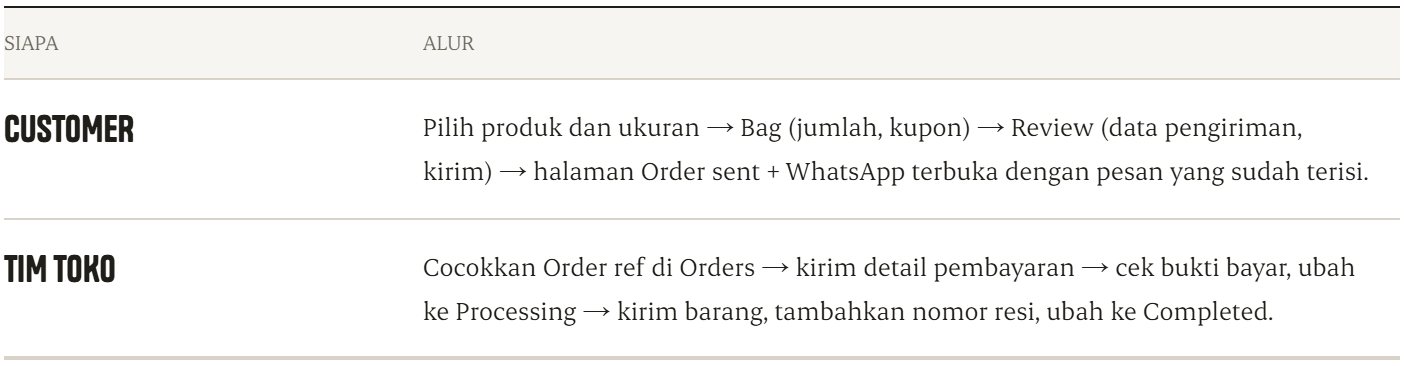 SIAPA ALUR
CUSTOMER Pilih produk dan ukuran → Bag (jumlah, kupon) → Review (data pengiriman,
kirim) → halaman Order sent + WhatsApp terbuka dengan pesan yang sudah terisi.
TIM TOKO Cocokkan Order ref di Orders → kirim detail pembayaran → cek bukti bayar, ubah
ke Processing → kirim barang, tambahkan nomor resi, ubah ke Completed.